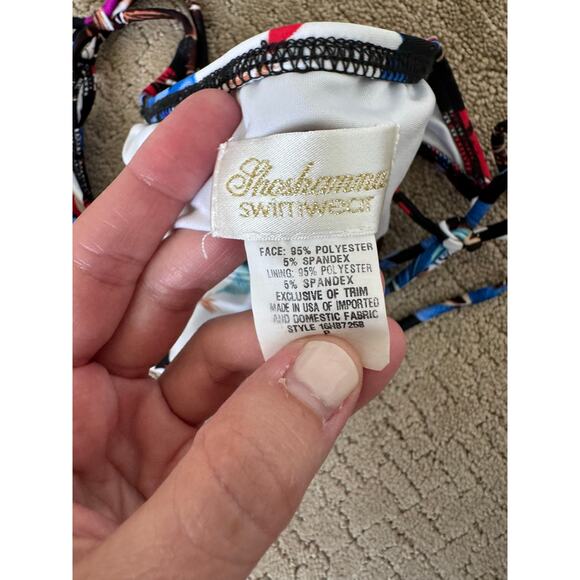 Shoshanna
swimwear
FACE: 95% POLYESTER
5% SPANDEX
LINING: 95% POLYESTER
5% SPANDEX
EXCLUSIVE OF TRIM
MADE IN USA OF IMPORTED
AND DOMESTIC FABRIC
STYLE 16HB725B
P